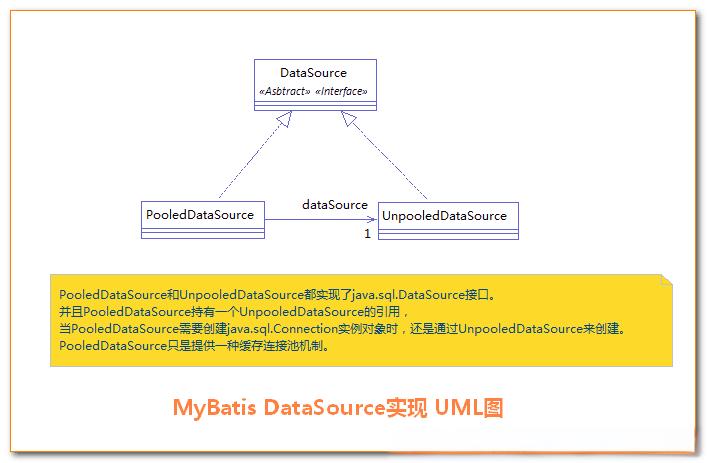 DataSource
«Asbtract» «Interface»
dataSource
PooledDataSource
UnpooledDataSource
1
PooledDataSource和UnpooledDataSource都实现了java.sql.DataSource接口。
并且PooledDataSource持有一个UnpooledDataSource的引用，
当PooledDataSource需要创建java.sql.Connection实例对象时，还是通过UnpooledDataSource来创建。
PooledDataSource只是提供一种缓存连接池机制。
MyBatis DataSource实现 UML图